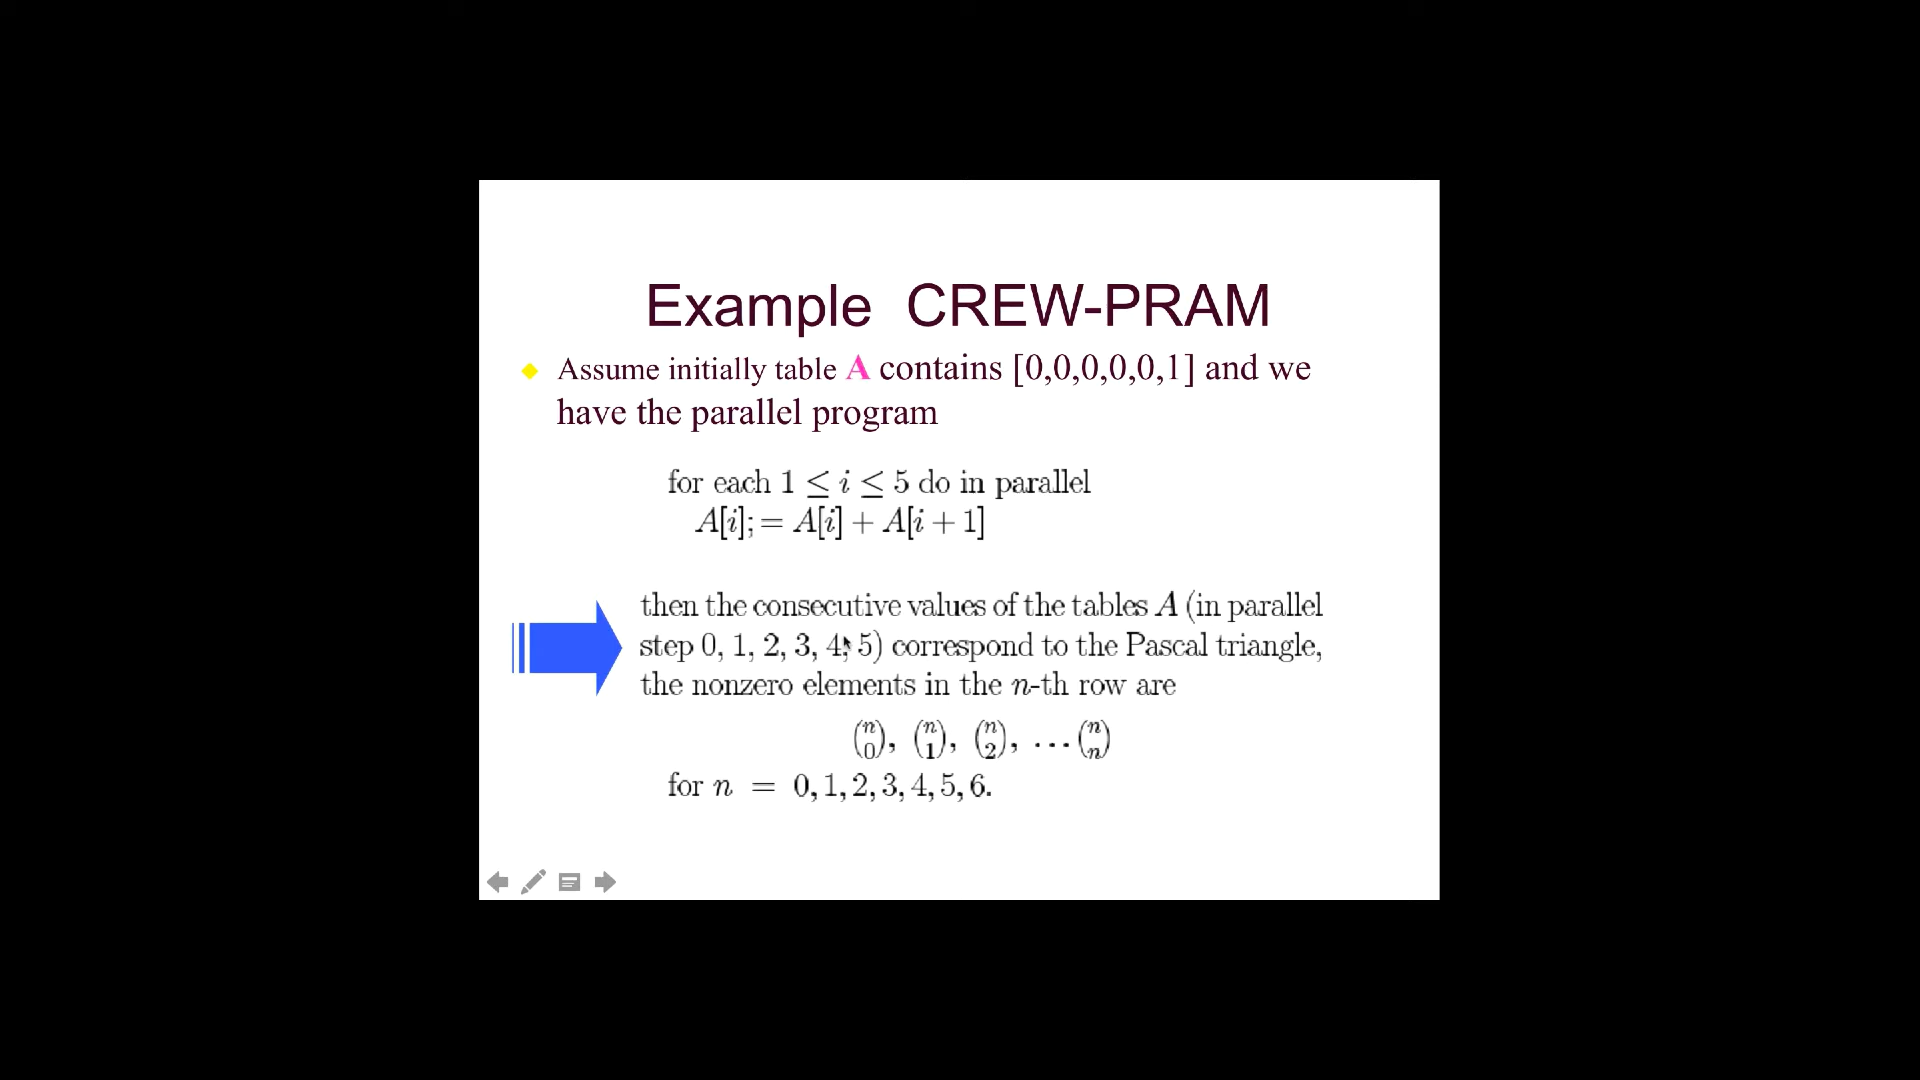 Example CREW-PRAM
Assume initially table A contains [0,0,0,0,0,1] and we
have the parallel program
for each 1 ≤ i ≤ 5 do in parallel
A[i];= A[i] + A[i + 1]
then the consecutive values of the tables A (in parallel
step 0, 1, 2, 3, 4, 5) correspond to the Pascal triangle,
the nonzero elements in the n-th row are
(n 0), (n 1), (n 2), ...(n n)
for n = 0, 1, 2, 3, 4, 5, 6.